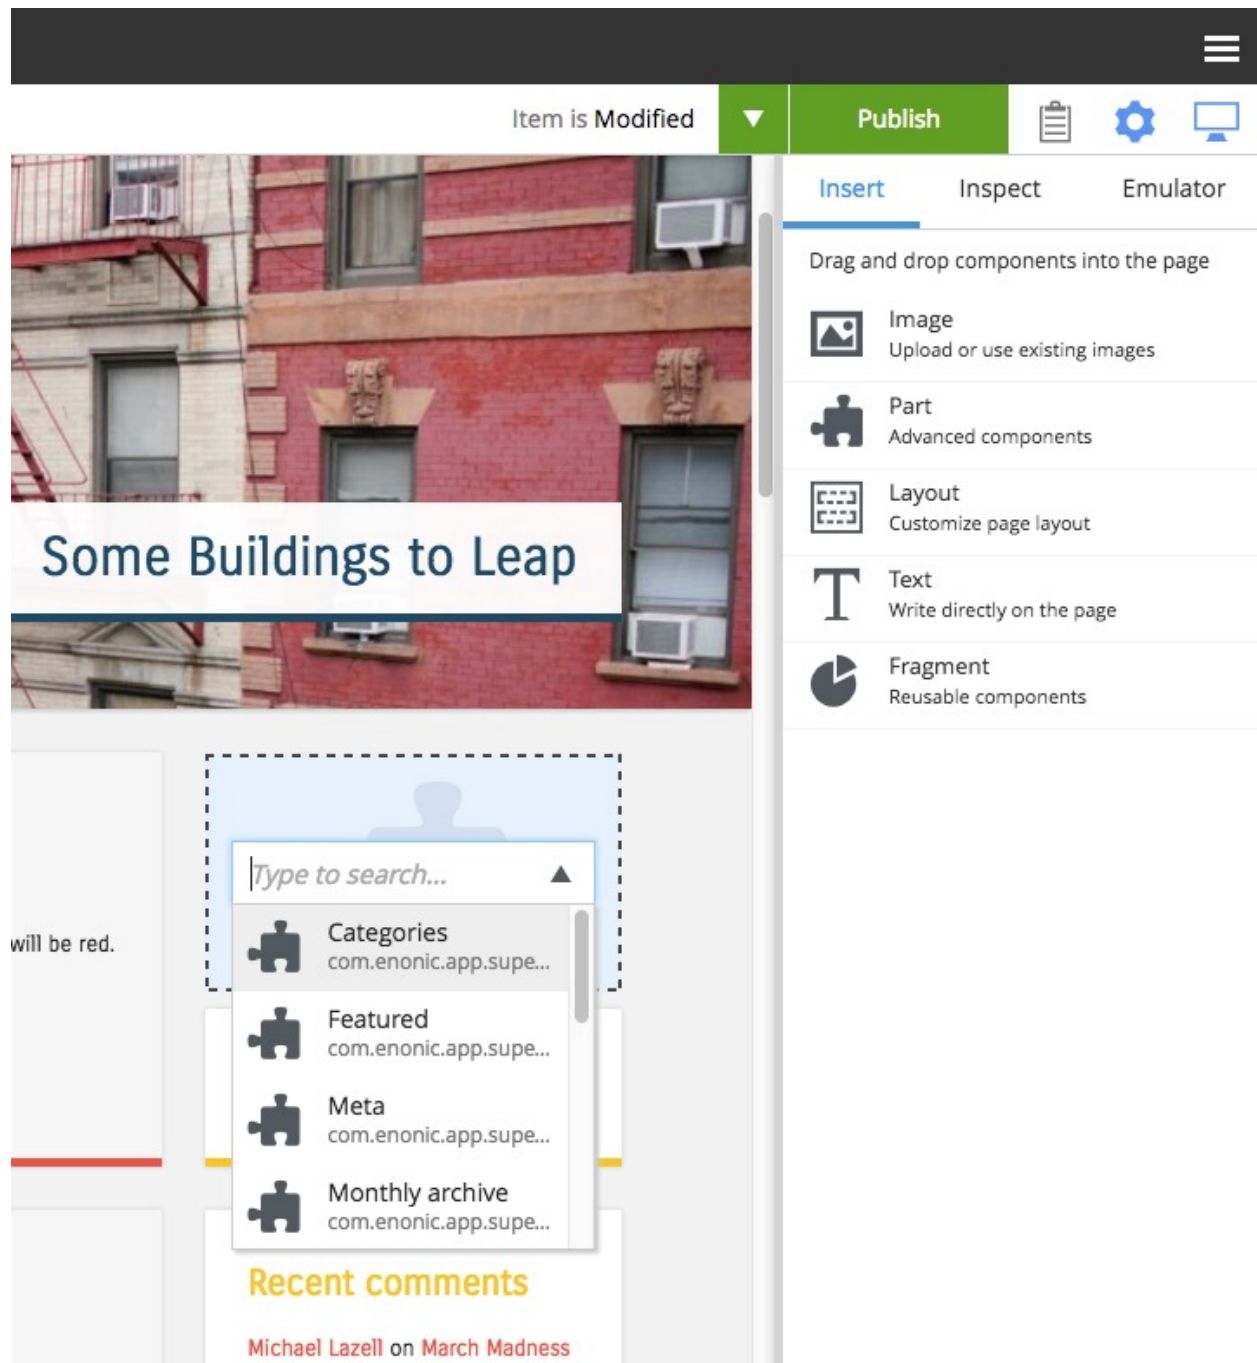 Item is Modified
Publish
Insert Inspect Emulator
Drag and drop components into the page
Image
Upload or use existing images
Part
Advanced components
Layout
Customize page layout
Text
Write directly on the page
Fragment
Reusable components
Some Buildings to Leap
will be red.
Type to search...
Categories
com.enonic.app.supe...
Featured
com.enonic.app.supe...
Meta
com.enonic.app.supe...
Monthly archive
com.enonic.app.supe...
Recent comments
Michael Lazell on March Madness